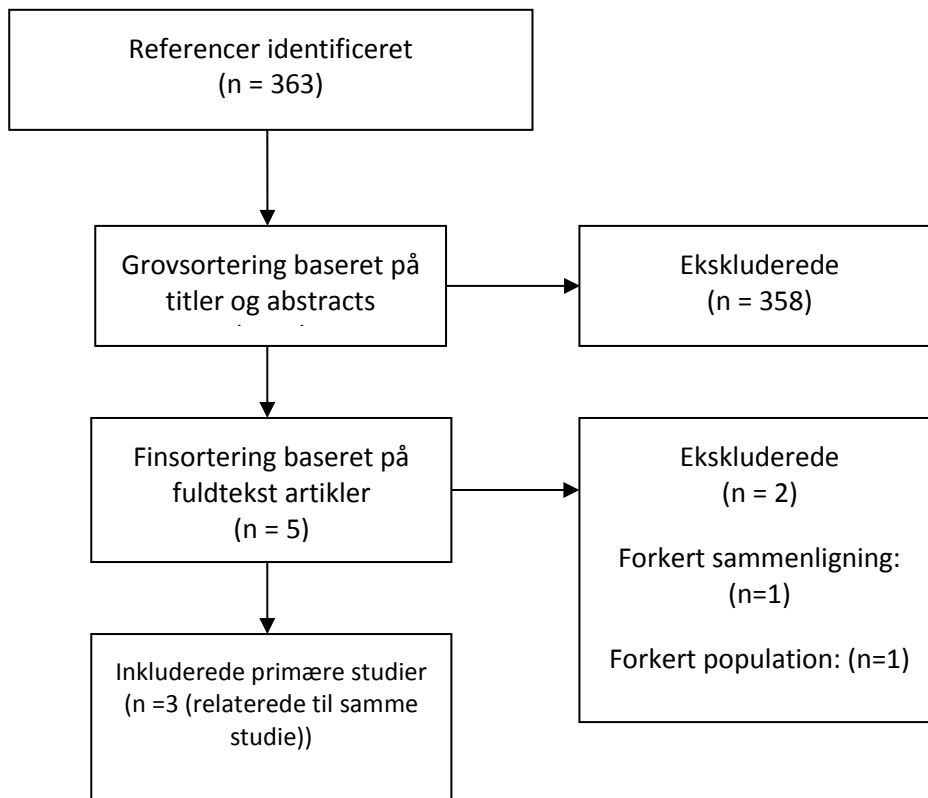 Referencer identificeret
(n = 363)
Grovsortering baseret på
titler og abstracts
Ekskluderede
(n = 358)
Finsortering baseret på
fuldtekst artikler
(n = 5)
Ekskluderede
(n = 2)
Forkert sammenligning:
(n=1)
Forkert population: (n=1)
Inkluderede primære studier
(n =3 (relaterede til samme
studie))